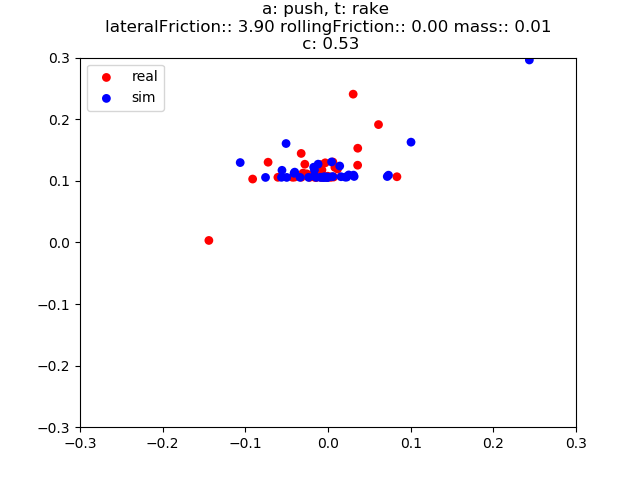 a: push, t: rake
lateralFriction:: 3.90 rollingFriction:: 0.00 mass:: 0.01
c: 0.53
real
sim
0.3
0.2
0.1
0.0
−0.1
−0.2
−0.3
−0.3 −0.2 −0.1 0.0 0.1 0.2 0.3